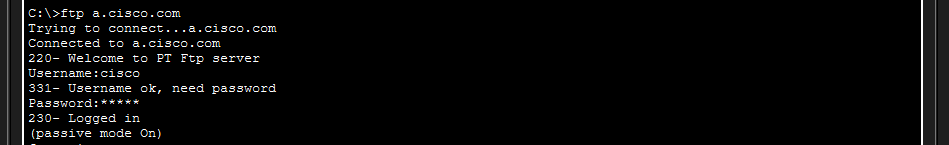 C:\>ftp a.cisco.com
Trying to connect...a.cisco.com
Connected to a.cisco.com
220- Welcome to PT Ftp server
Username:cisco
331- Username ok, need password
Password:*****
230- Logged in
(passive mode On)